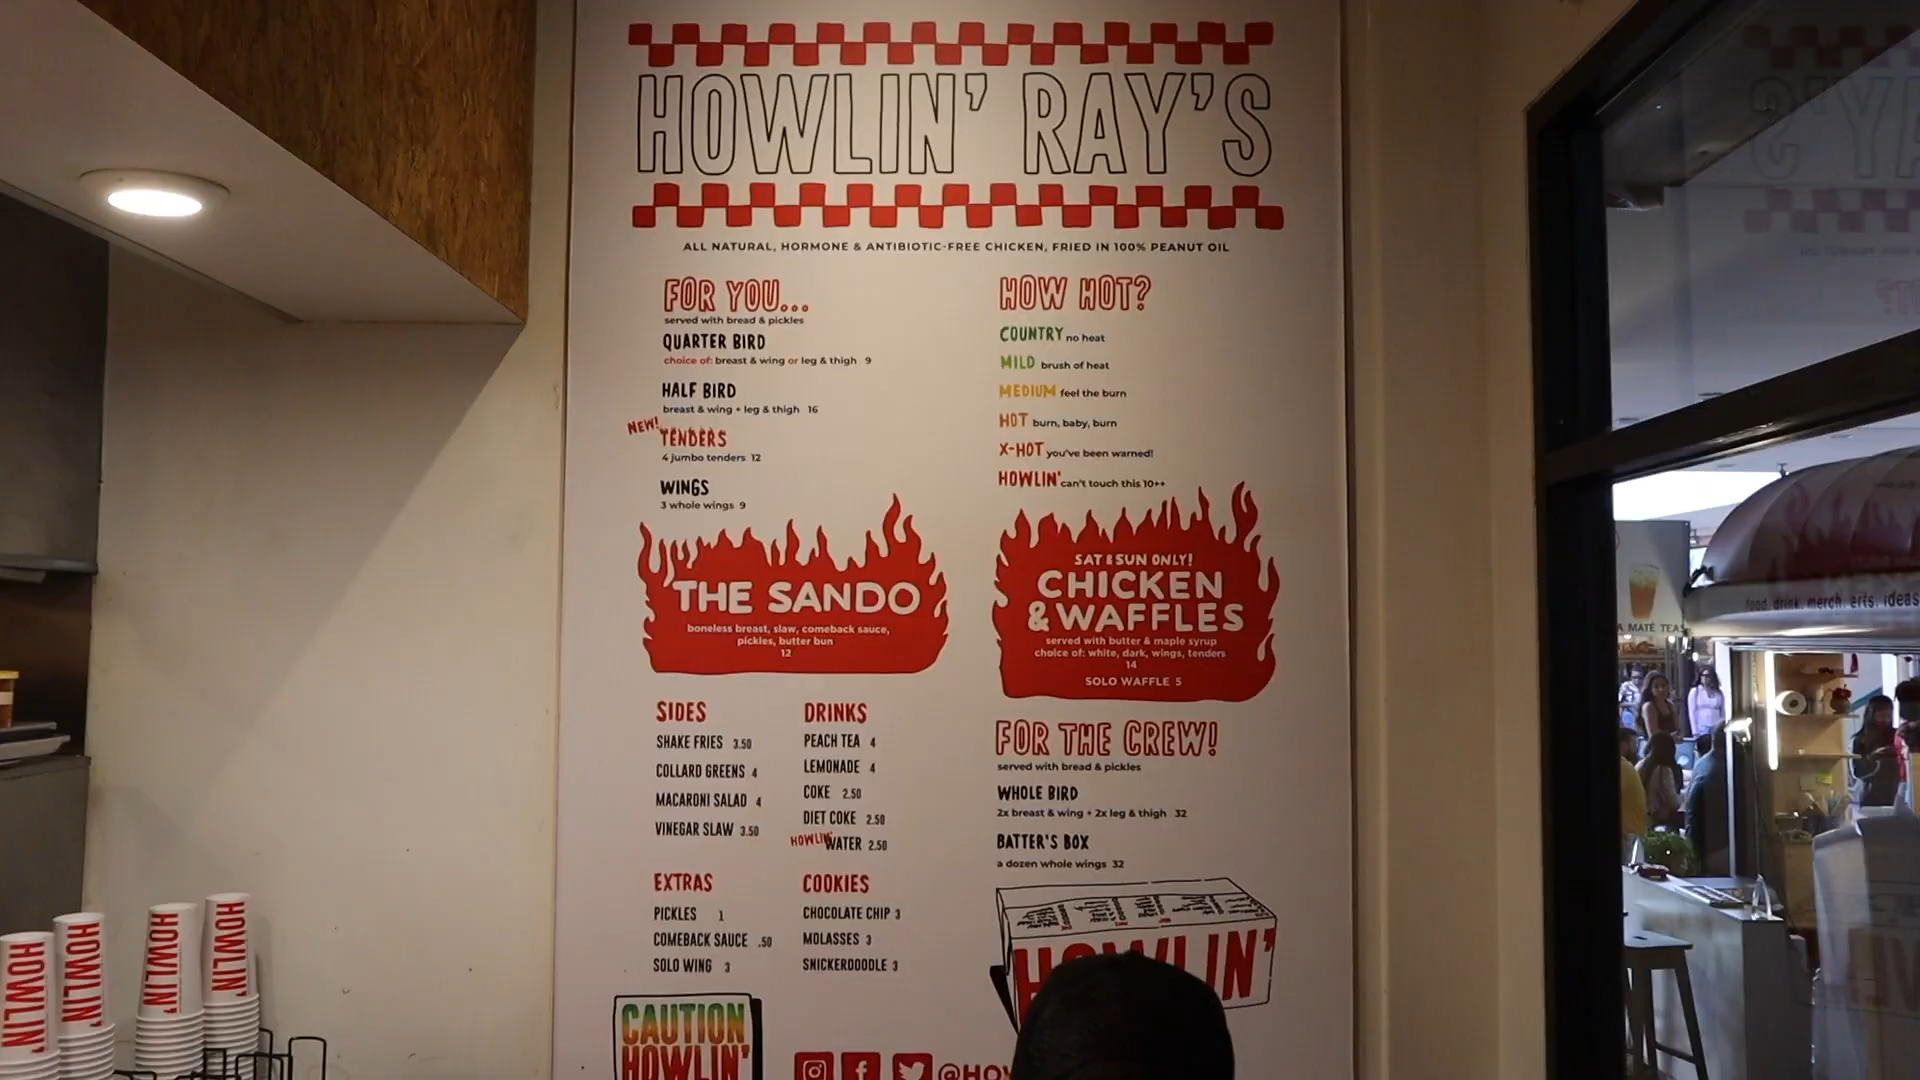 HOWLIN' RAY'S
ALL NATURAL, HORMONE & ANTIBIOTIC-FREE CHICKEN, FRIED IN 100% PEANUT OIL
FOR YOU...
served with bread & pickles
QUARTER BIRD
choice of: breast & wing or leg & thigh 9
HALF BIRD
breast & wing + leg & thigh 16
NEW!
TENDERS
4 jumbo tenders 12
WINGS
3 whole wings 9
HOW HOT?
COUNTRY no heat
MILD brush of heat
MEDIUM feel the burn
HOT burn, baby, burn
X-HOT you've been warned!
HOWLIN' can't touch this 10++
THE SANDO
boneless breast, slaw, comeback sauce,
pickles, butter bun
12
SAT & SUN ONLY!
CHICKEN
& WAFFLES
served with butter & maple syrup
choice of: white, dark, wings, tenders
14
SOLO WAFFLE 5
SIDES
SHAKE FRIES 3.50
COLLARD GREENS 4
MACARONI SALAD 4
VINEGAR SLAW 3.50
DRINKS
PEACH TEA 4
LEMONADE 4
COKE 2.50
DIET COKE 2.50
HOWLIN' WATER 2.50
FOR THE CREW!
served with bread & pickles
WHOLE BIRD
2x breast & wing + 2x leg & thigh 32
BATTER'S BOX
a dozen whole wings 32
EXTRAS
PICKLES 1
COMEBACK SAUCE .50
SOLO WING 3
COOKIES
CHOCOLATE CHIP 3
MOLASSES 3
SNICKERDOODLE 3
CAUTION
HOWLIN'
HOWLIN'
HOWLIN'
HOWLIN'
HOWLIN'
HOWLIN'
food. drink. merch. arts. ideas
MATÉ TEAS